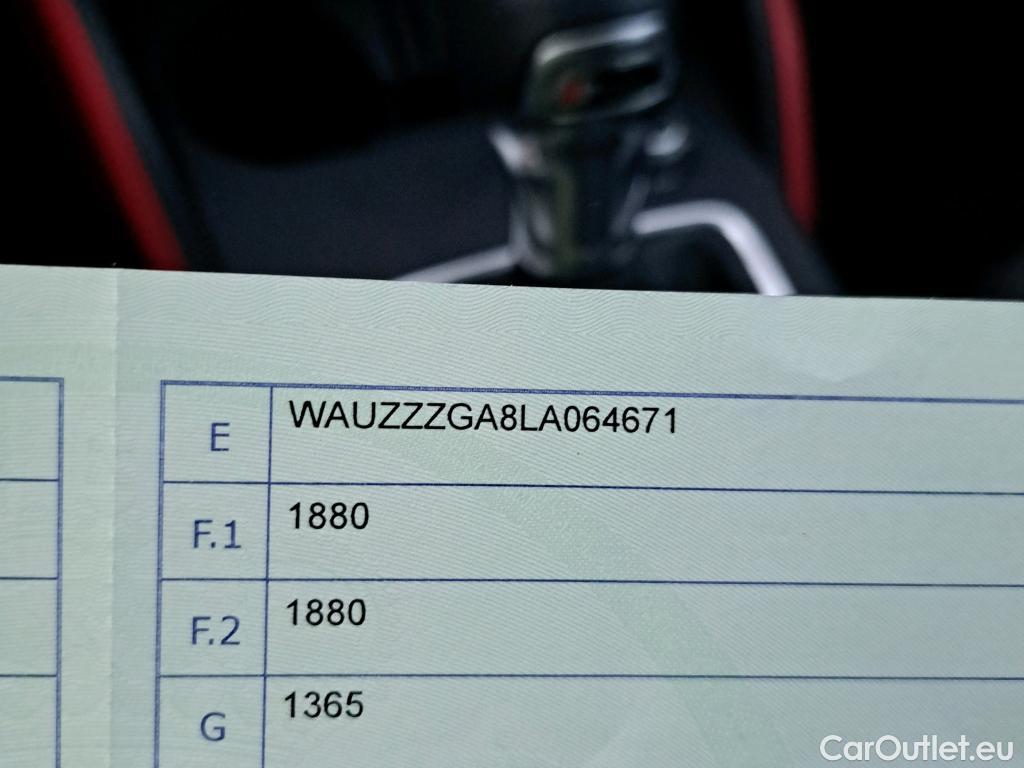 E WAUZZZGA8LA064671
F.1 1880
F.2 1880
G 1365
CarOutlet.eu